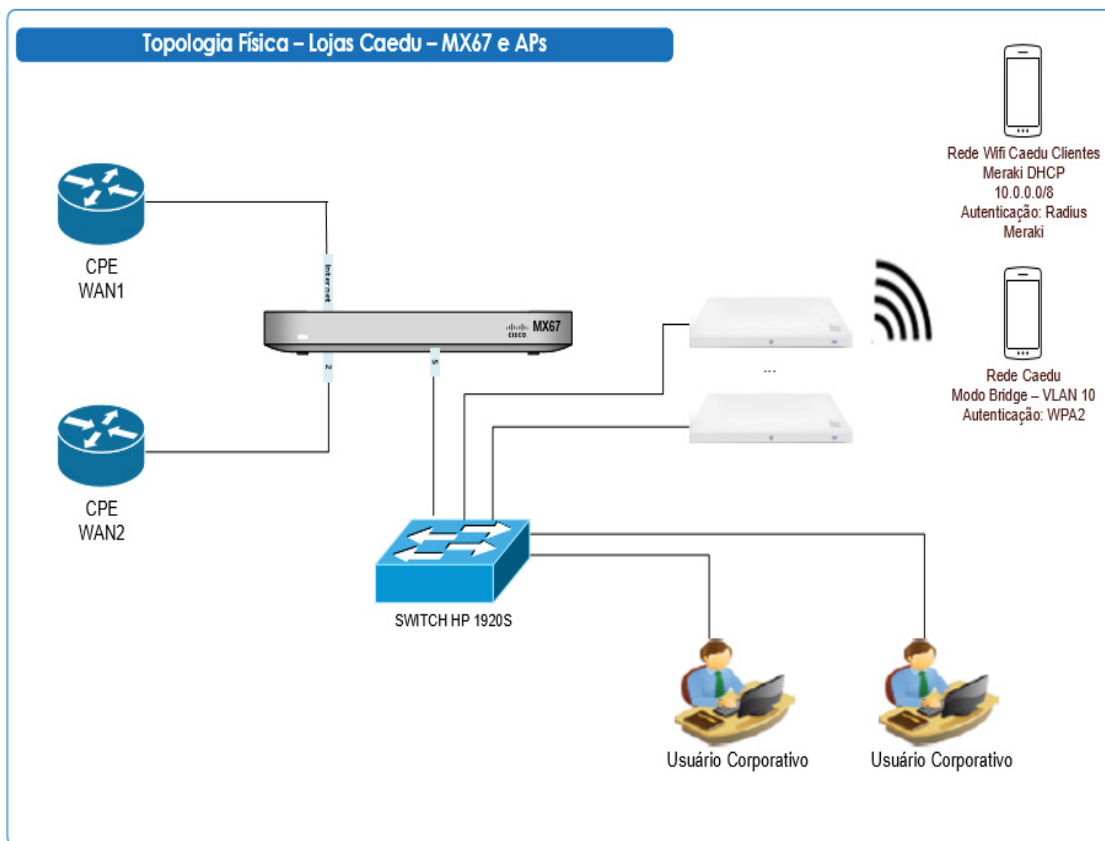 Topologia Física – Lojas Caedu – MX67 e APs
Rede Wifi Caedu Clientes
Meraki DHCP
10.0.0.0/8
Autenticação: Radius
Meraki
CPE
WAN1
Internet
CISCO
MX67
2
5
...
Rede Caedu
Modo Bridge – VLAN 10
Autenticação: WPA2
CPE
WAN2
SWITCH HP 1920S
Usuário Corporativo
Usuário Corporativo